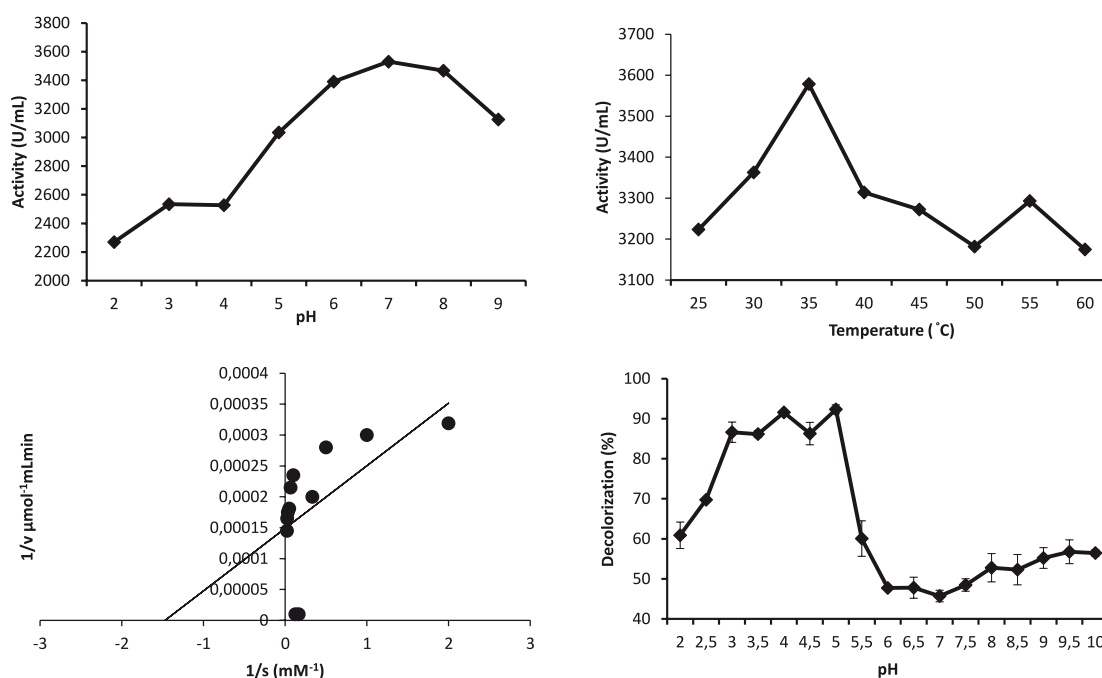 3800
3600
3400
3200
3000
2800
2600
2400
2200
2000
Activity (U/mL)
2 3 4 5 6 7 8 9
pH
3700
3600
3500
3400
3300
3200
3100
Activity (U/mL)
25 30 35 40 45 50 55 60
Temperature (°C)
0,0004
0,00035
0,0003
0,00025
0,0002
0,00015
0,0001
0,00005
0
1/v μmol⁻¹mLmin
-3 -2 -1 0 1 2 3
1/s (mM⁻¹)
100
90
80
70
60
50
40
Decolorization (%)
2 2,5 3 3,5 4 4,5 5 5,5 6 6,5 7 7,5 8 8,5 9 9,5 10
pH